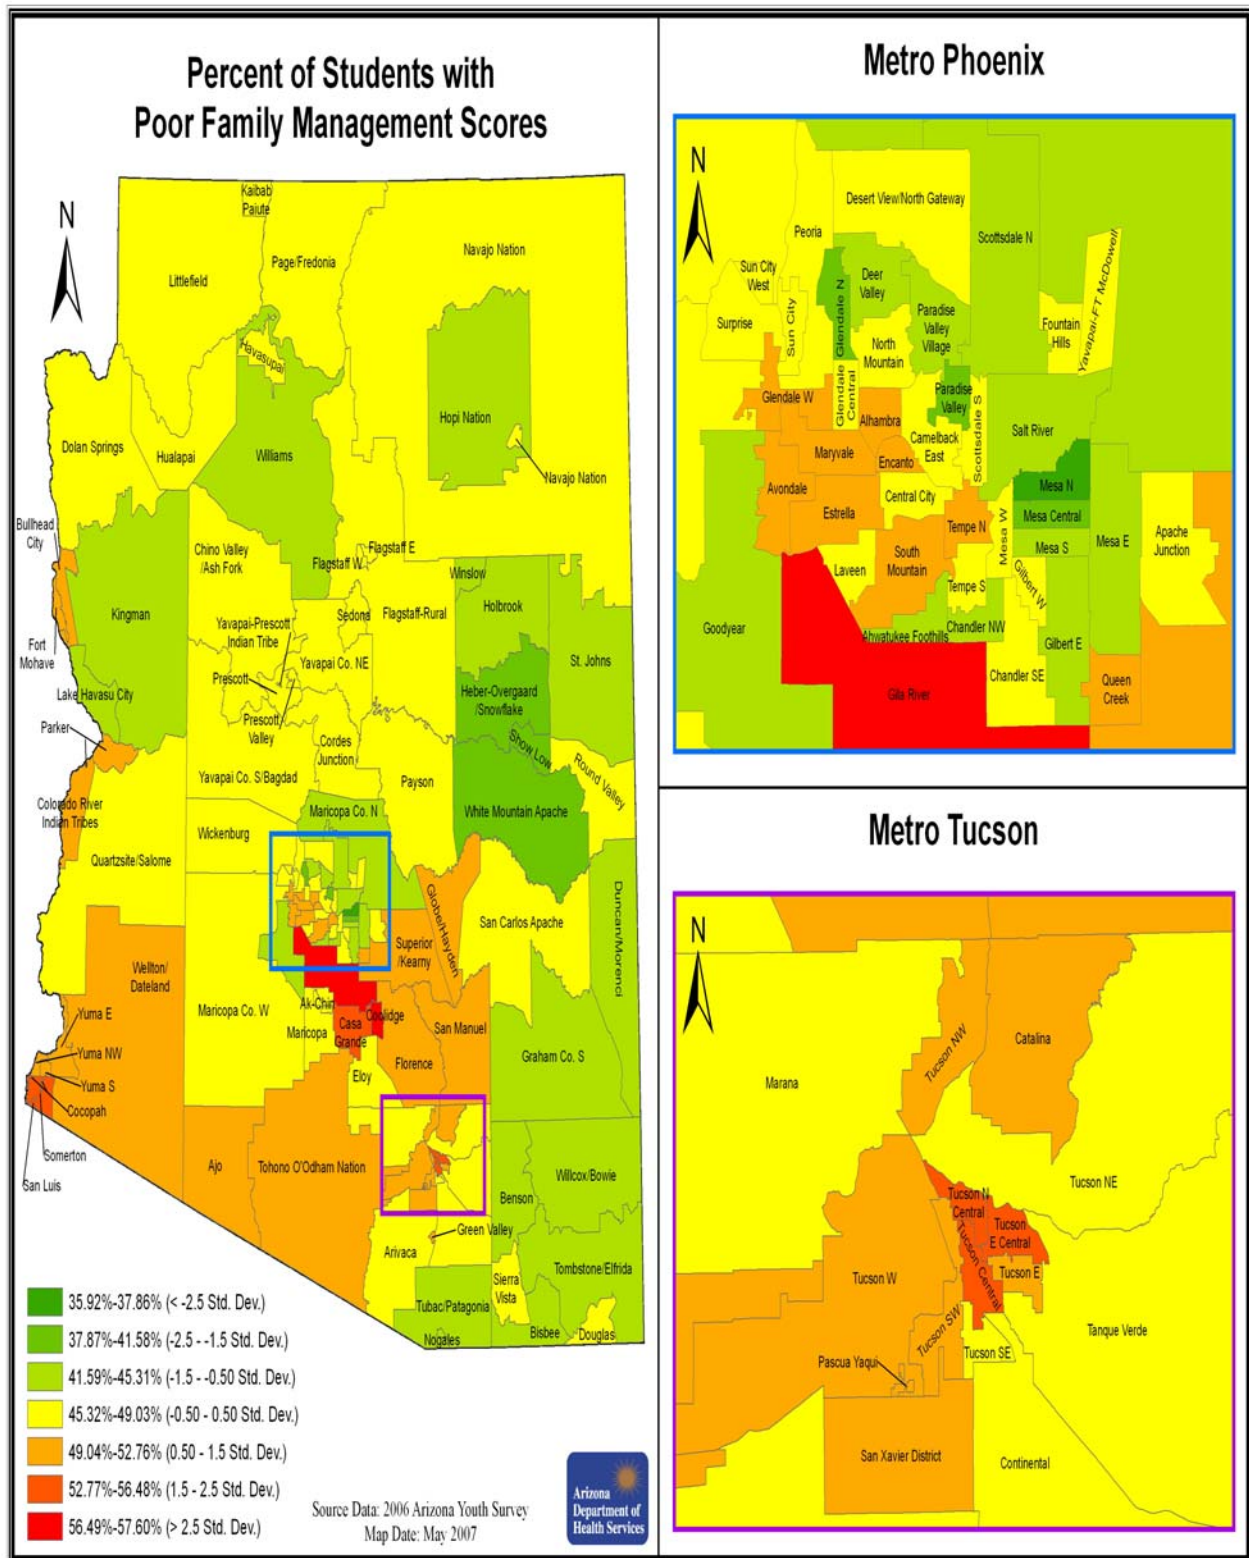 Percent of Students with
Poor Family Management Scores
N
Kaibab
Paiute
Littlefield
Page/Fredonia
Navajo Nation
Havasupai
Hopi Nation
Dolan Springs
Hualapai
Williams
Navajo Nation
Bullhead
City
Chino Valley
/Ash Fork
Flagstaff W
Flagstaff E
Winslow
Holbrook
Kingman
Yavapai-Prescott
Indian Tribe
Sedona
Flagstaff-Rural
St. Johns
Fort
Mohave
Yavapai Co. NE
Prescott
Heber-Overgaard
/Snowflake
Lake Havasu City
Prescott
Valley
Parker
Cordes
Junction
Show Low
Round Valley
Yavapai Co. S/Bagdad
Payson
Colorado River
Indian Tribes
Maricopa Co. N
White Mountain Apache
Wickenburg
Quartzsite/Salome
Globe/Hayden
Duncan/Morenci
San Carlos Apache
Superior
/Kearny
Wellton/
Dateland
Maricopa Co. W
Ak-Chin
Maricopa
Casa
Grande
Coolidge
San Manuel
Yuma E
Yuma NW
Florence
Graham Co. S
Eloy
Yuma S
Cocopah
Somerton
San Luis
Ajo
Tohono O'Odham Nation
Willcox/Bowie
Benson
Green Valley
Arivaca
Sierra
Vista
Tombstone/Elfrida
Tubac/Patagonia
Nogales
Bisbee
Douglas
35.92%-37.86% (< -2.5 Std. Dev.)
37.87%-41.58% (-2.5 - -1.5 Std. Dev.)
41.59%-45.31% (-1.5 - -0.50 Std. Dev.)
45.32%-49.03% (-0.50 - 0.50 Std. Dev.)
49.04%-52.76% (0.50 - 1.5 Std. Dev.)
52.77%-56.48% (1.5 - 2.5 Std. Dev.)
56.49%-57.60% (> 2.5 Std. Dev.)
Source Data: 2006 Arizona Youth Survey
Map Date: May 2007
Arizona
Department of
Health Services
Metro Phoenix
N
Desert View/North Gateway
Peoria
Scottsdale N
Yavapai-FT McDowell
Sun City
West
Deer
Valley
Glendale N
Surprise
Sun City
Paradise
Valley
Village
Fountain
Hills
North
Mountain
Glendale W
Glendale
Central
Paradise
Valley
Scottsdale S
Alhambra
Camelback
East
Salt River
Maryvale
Encanto
Avondale
Central City
Mesa N
Mesa Central
Estrella
Tempe N
Mesa W
Mesa S
Mesa E
Apache
Junction
Laveen
South
Mountain
Tempe S
Gilbert W
Goodyear
Ahwatukee Foothills
Chandler NW
Gilbert E
Chandler SE
Gila River
Queen
Creek
Metro Tucson
N
Tucson NW
Catalina
Marana
Tucson NE
Tucson N
Central
Tucson
E Central
Tucson Central
Tucson W
Tucson E
Tanque Verde
Tucson SW
Tucson SE
Pascua Yaqui
San Xavier District
Continental